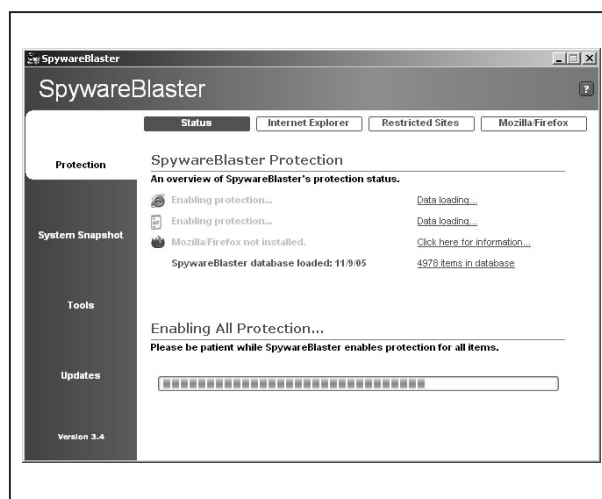 SpywareBlaster
SpywareBlaster
?
Status Internet Explorer Restricted Sites Mozilla/Firefox
Protection
System Snapshot
Tools
Updates
Version 3.4
SpywareBlaster Protection
An overview of SpywareBlaster's protection status.
Enabling protection... Data loading...
Enabling protection... Data loading...
Mozilla/Firefox not installed. Click here for information...
SpywareBlaster database loaded: 11/9/05 4978 items in database
Enabling All Protection...
Please be patient while SpywareBlaster enables protection for all items.